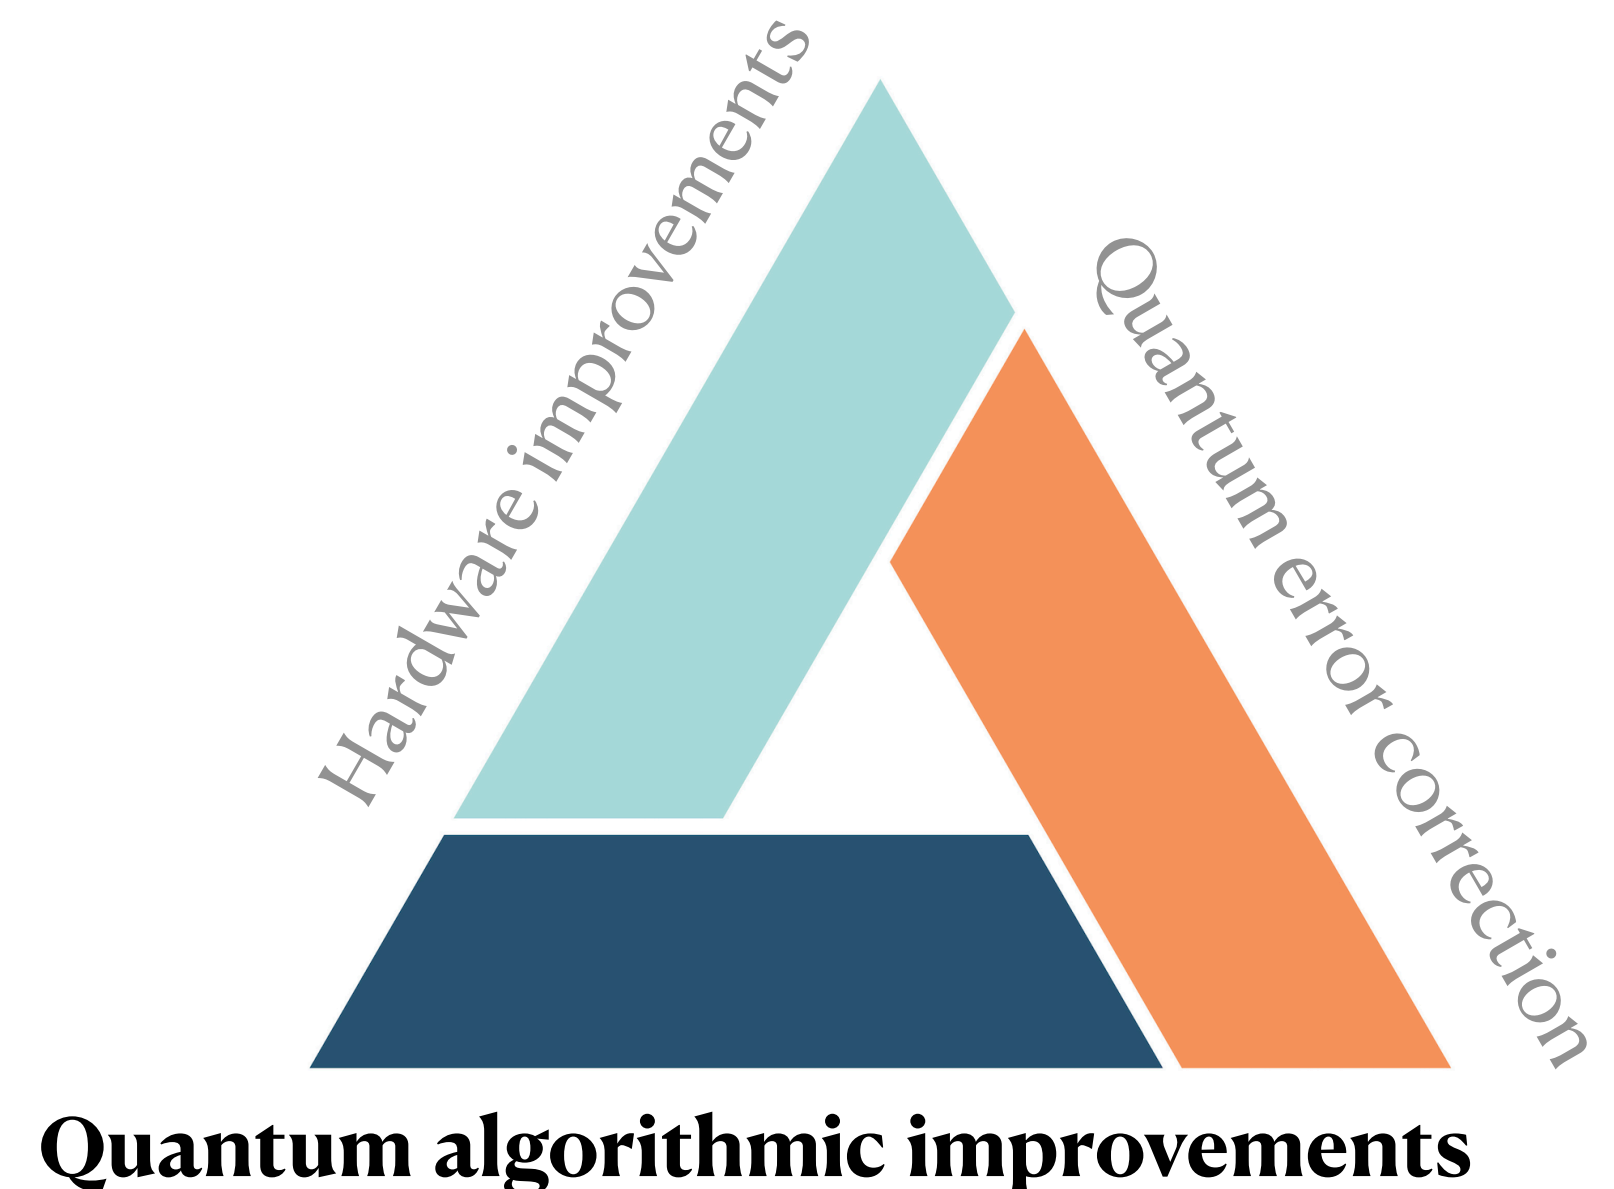 Hardware improvements
Quantum error correction
Quantum algorithmic improvements